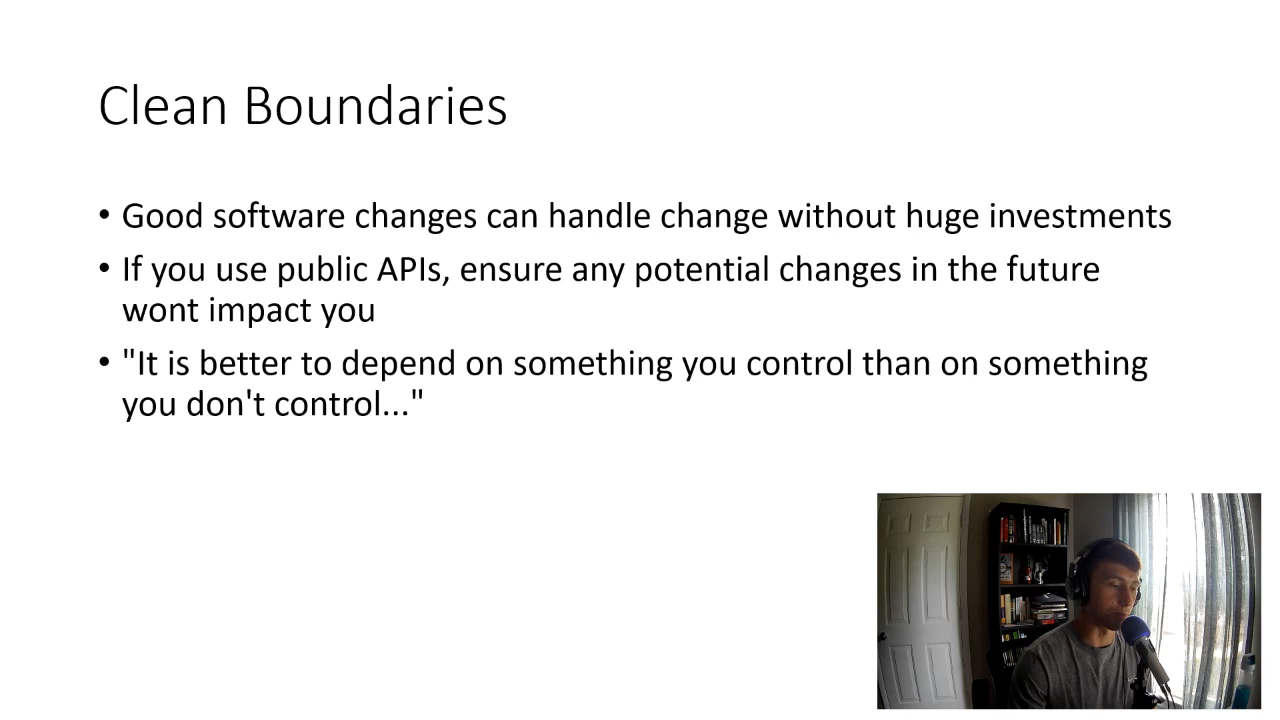 Clean Boundaries
• Good software changes can handle change without huge investments
• If you use public APIs, ensure any potential changes in the future
wont impact you
• "It is better to depend on something you control than on something
you don't control..."